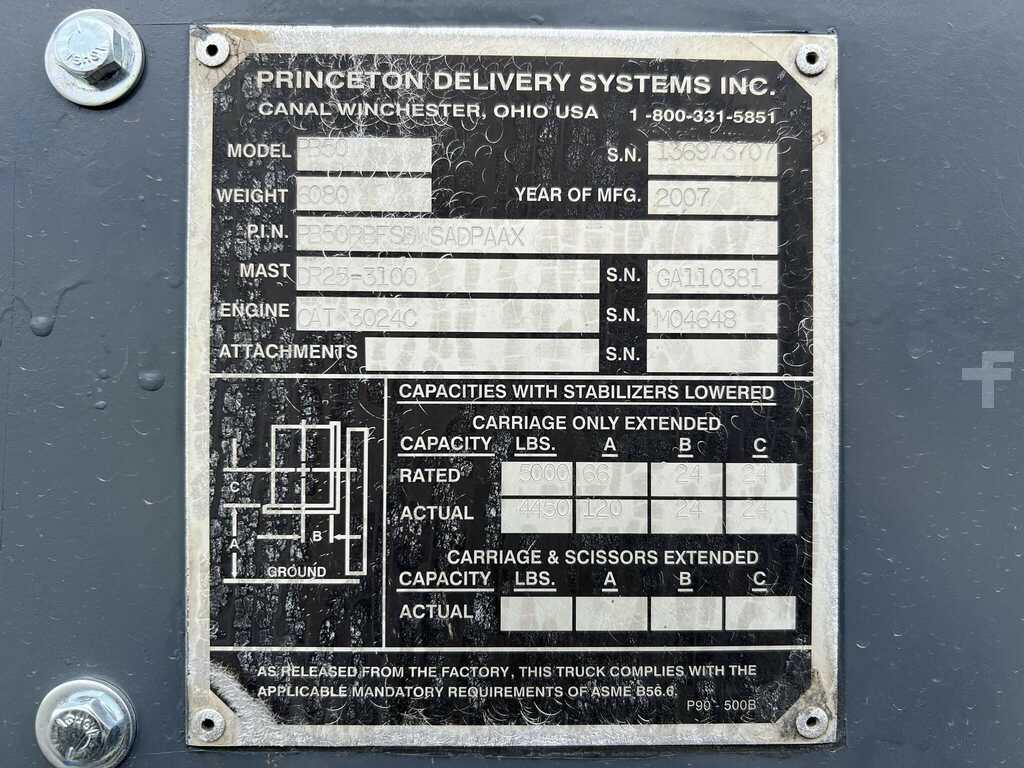 PRINCETON DELIVERY SYSTEMS INC.
CANAL WINCHESTER, OHIO USA 1 -800-331-5851
MODEL PB50 S.N. 136973707
WEIGHT 6080 YEAR OF MFG. 2007
P.I.N.
MAST DR25-3100 S.N. GA110381
ENGINE CAT 3024C S.N. M04648
ATTACHMENTS S.N.
CAPACITIES WITH STABILIZERS LOWERED
CARRIAGE ONLY EXTENDED
CAPACITY LBS. A B C
RATED 5000 66 24 24
ACTUAL 4450 120 24 24
CARRIAGE & SCISSORS EXTENDED
CAPACITY LBS. A B C
ACTUAL
C
B
A
GROUND
AS RELEASED FROM THE FACTORY, THIS TRUCK COMPLIES WITH THE
APPLICABLE MANDATORY REQUIREMENTS OF ASME B56.6.
P90 - 500B
f